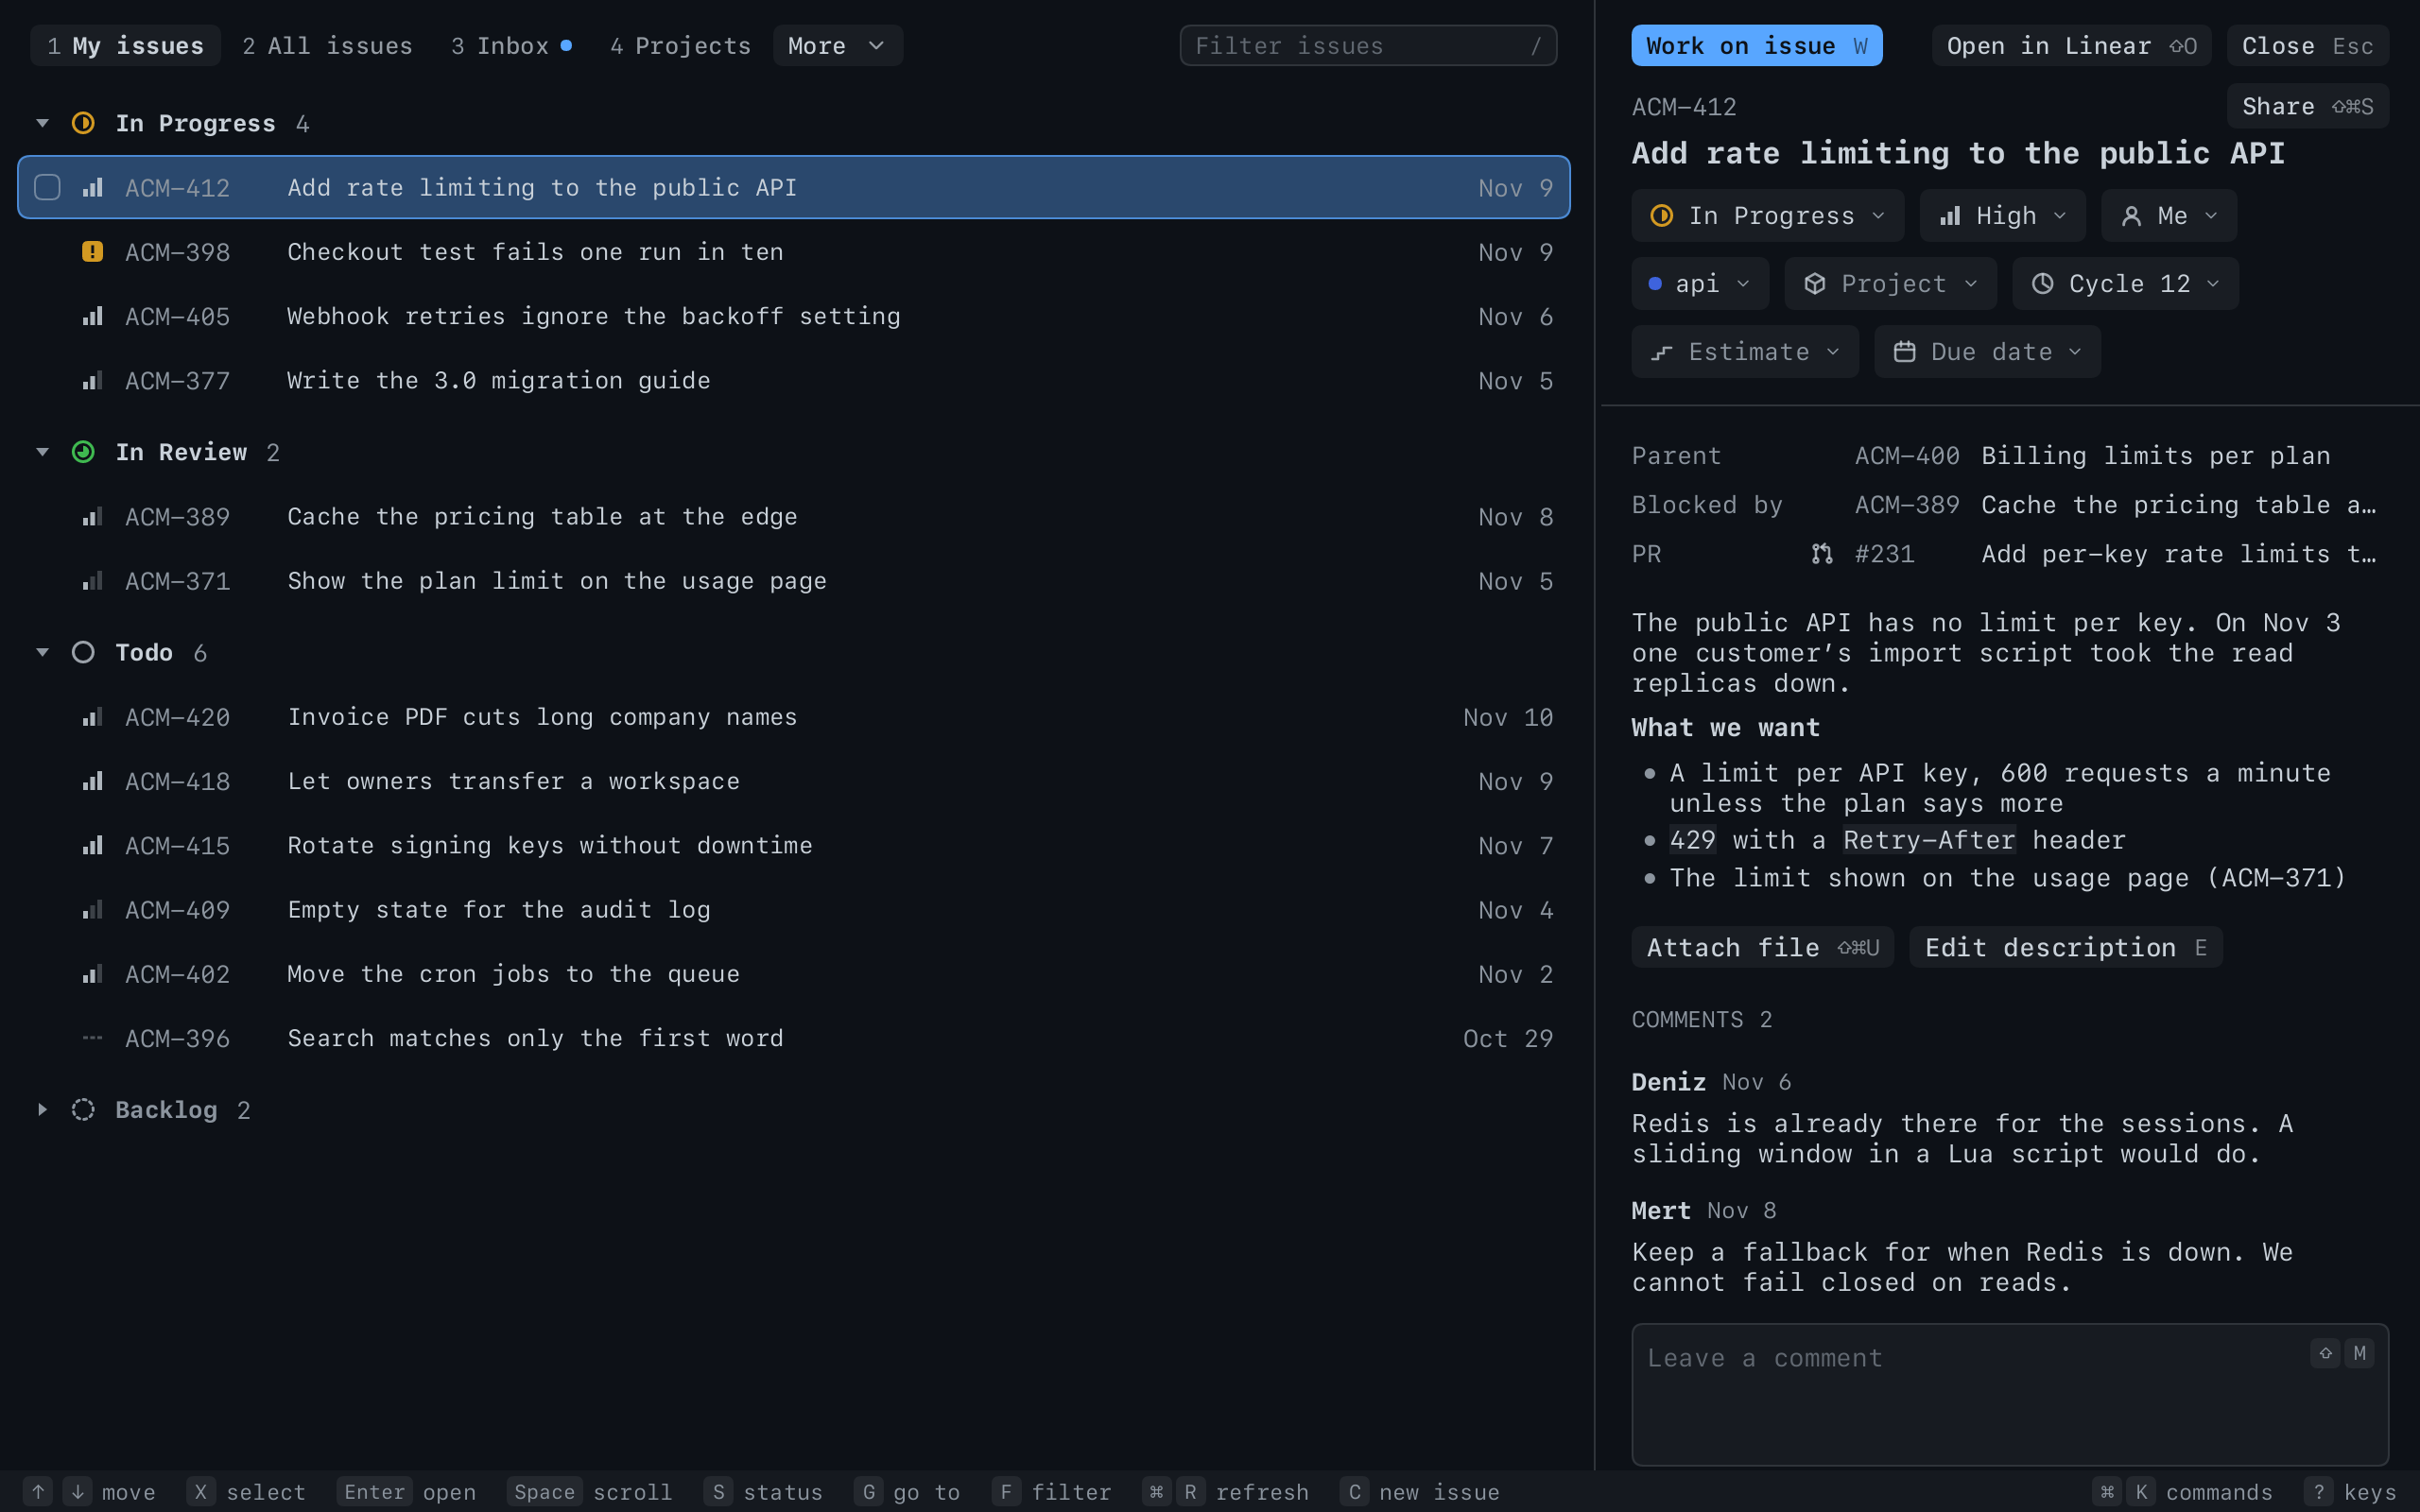 1 My issues 2 All issues 3 Inbox 4 Projects More
Filter issues /
In Progress 4
ACM-412 Add rate limiting to the public API Nov 9
ACM-398 Checkout test fails one run in ten Nov 9
ACM-405 Webhook retries ignore the backoff setting Nov 6
ACM-377 Write the 3.0 migration guide Nov 5
In Review 2
ACM-389 Cache the pricing table at the edge Nov 8
ACM-371 Show the plan limit on the usage page Nov 5
Todo 6
ACM-420 Invoice PDF cuts long company names Nov 10
ACM-418 Let owners transfer a workspace Nov 9
ACM-415 Rotate signing keys without downtime Nov 7
ACM-409 Empty state for the audit log Nov 4
ACM-402 Move the cron jobs to the queue Nov 2
ACM-396 Search matches only the first word Oct 29
Backlog 2
Work on issue W Open in Linear ⇧O Close Esc
ACM-412 Share ⇧⌘S
Add rate limiting to the public API
In Progress High Me
api Project Cycle 12
Estimate Due date
Parent ACM-400 Billing limits per plan
Blocked by ACM-389 Cache the pricing table a…
PR #231 Add per-key rate limits t…
The public API has no limit per key. On Nov 3
one customer’s import script took the read
replicas down.
What we want
• A limit per API key, 600 requests a minute
unless the plan says more
• 429 with a Retry-After header
• The limit shown on the usage page (ACM-371)
Attach file ⇧⌘U Edit description E
COMMENTS 2
Deniz Nov 6
Redis is already there for the sessions. A
sliding window in a Lua script would do.
Mert Nov 8
Keep a fallback for when Redis is down. We
cannot fail closed on reads.
Leave a comment ⇧ M
↑ ↓ move X select Enter open Space scroll S status G go to F filter ⌘ R refresh C new issue ⌘ K commands ? keys